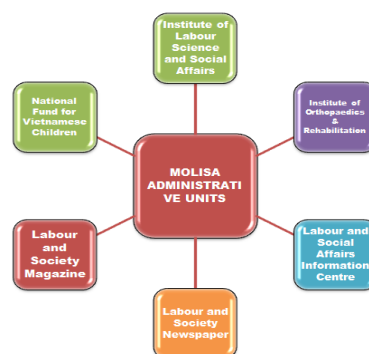 Institute of
Labour
Science
and Social
Affairs
National
Fund for
Vietnamese
Children
Institute of
Orthopaedics
&
Rehabilitation
MOLISA
ADMINISTRATI
VE UNITS
Labour
and
Society
Magazine
Labour and
Social
Affairs
Information
Centre
Labour and
Society
Newspaper